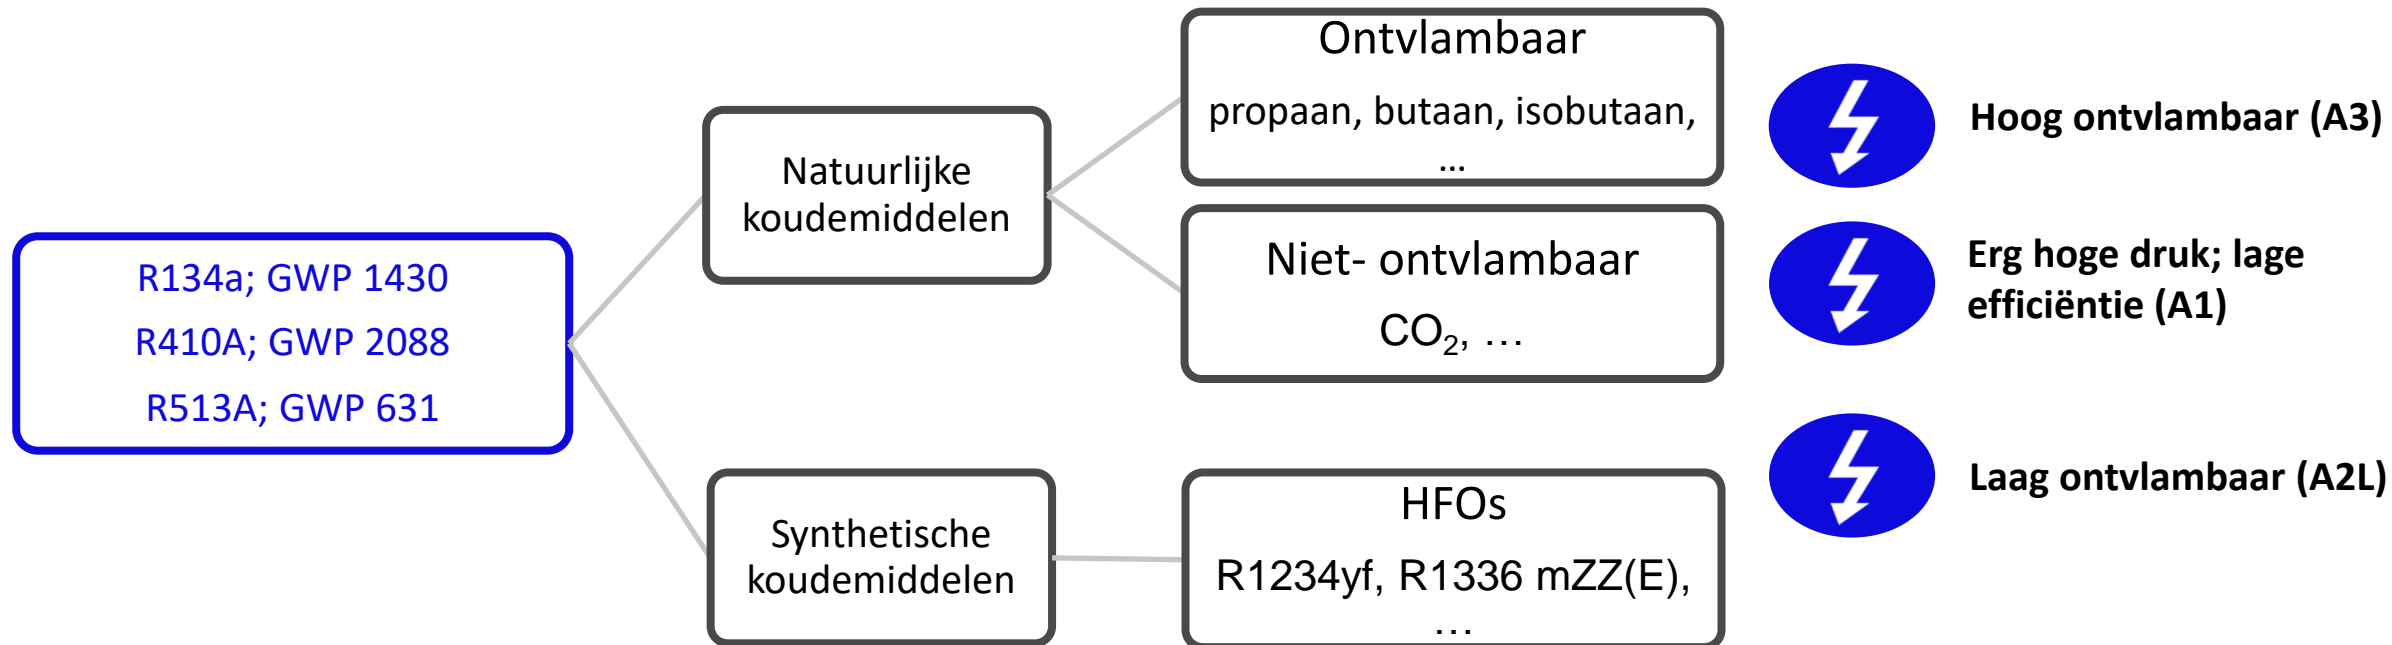 R134a; GWP 1430
R410A; GWP 2088
R513A; GWP 631
Natuurlijke
koudemiddelen
Synthetische
koudemiddelen
Ontvlambaar
propaan, butaan, isobutaan,
...
Niet- ontvlambaar
CO₂, …
HFOs
R1234yf, R1336 mZZ(E),
…
Hoog ontvlambaar (A3)
Erg hoge druk; lage
efficiëntie (A1)
Laag ontvlambaar (A2L)